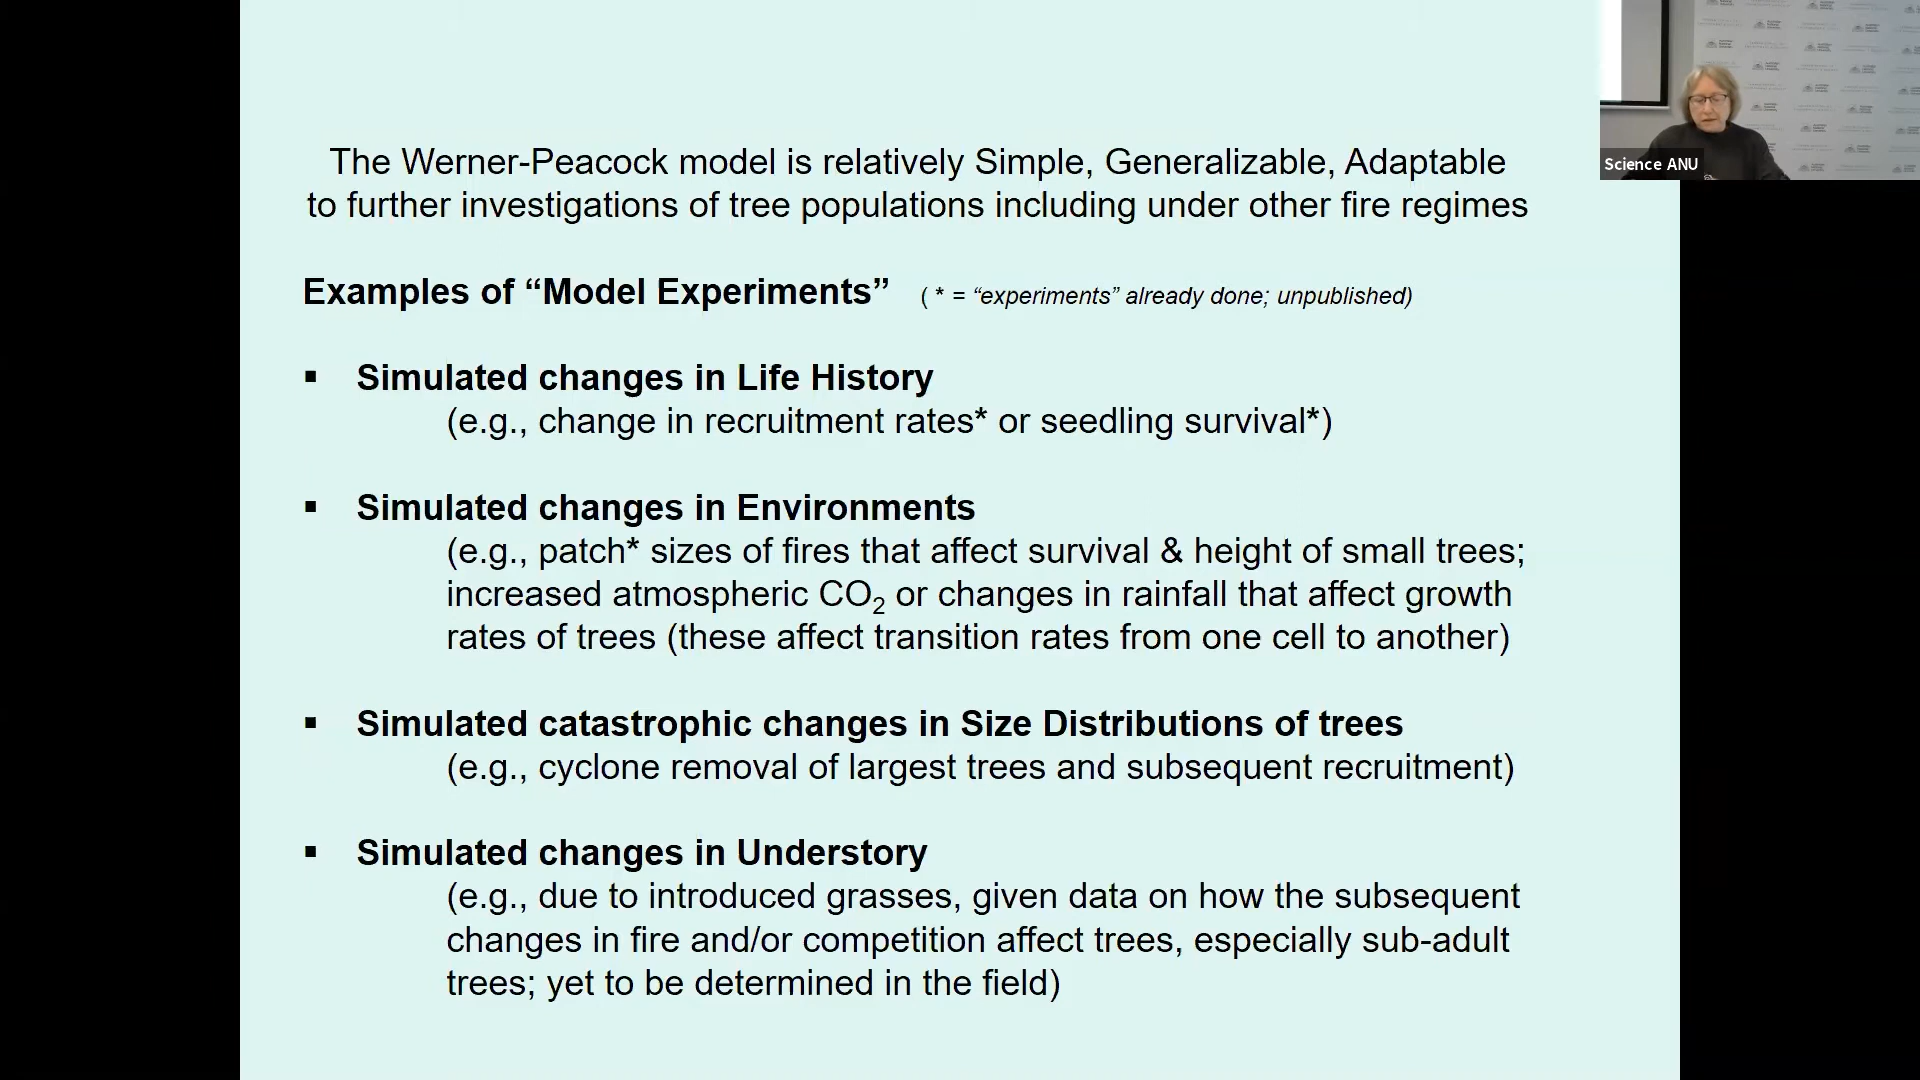 The Werner-Peacock model is relatively Simple, Generalizable, Adaptable
to further investigations of tree populations including under other fire regimes
Examples of “Model Experiments” ( * = “experiments” already done; unpublished)
▪ Simulated changes in Life History
(e.g., change in recruitment rates* or seedling survival*)
▪ Simulated changes in Environments
(e.g., patch* sizes of fires that affect survival & height of small trees;
increased atmospheric CO₂ or changes in rainfall that affect growth
rates of trees (these affect transition rates from one cell to another)
▪ Simulated catastrophic changes in Size Distributions of trees
(e.g., cyclone removal of largest trees and subsequent recruitment)
▪ Simulated changes in Understory
(e.g., due to introduced grasses, given data on how the subsequent
changes in fire and/or competition affect trees, especially sub-adult
trees; yet to be determined in the field)
Science ANU